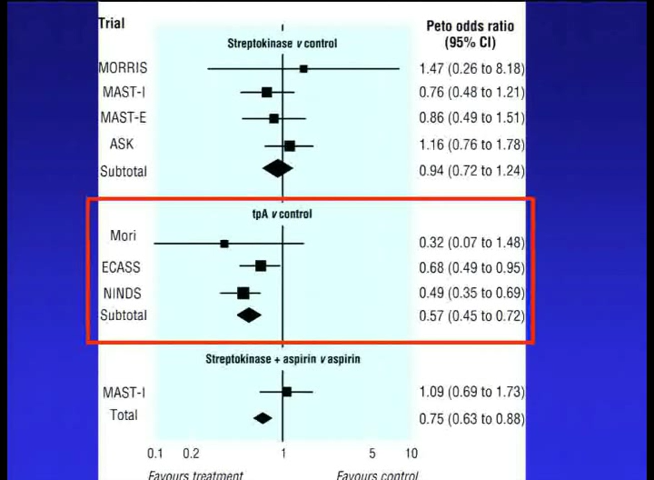 Trial
Peto odds ratio
(95% CI)
Streptokinase v control
MORRIS 1.47 (0.26 to 8.18)
MAST-I 0.76 (0.48 to 1.21)
MAST-E 0.86 (0.49 to 1.51)
ASK 1.16 (0.76 to 1.78)
Subtotal 0.94 (0.72 to 1.24)
tpA v control
Mori 0.32 (0.07 to 1.48)
ECASS 0.68 (0.49 to 0.95)
NINDS 0.49 (0.35 to 0.69)
Subtotal 0.57 (0.45 to 0.72)
Streptokinase + aspirin v aspirin
MAST-I 1.09 (0.69 to 1.73)
Total 0.75 (0.63 to 0.88)
0.1 0.2 1 5 10
Favours treatment Favours control